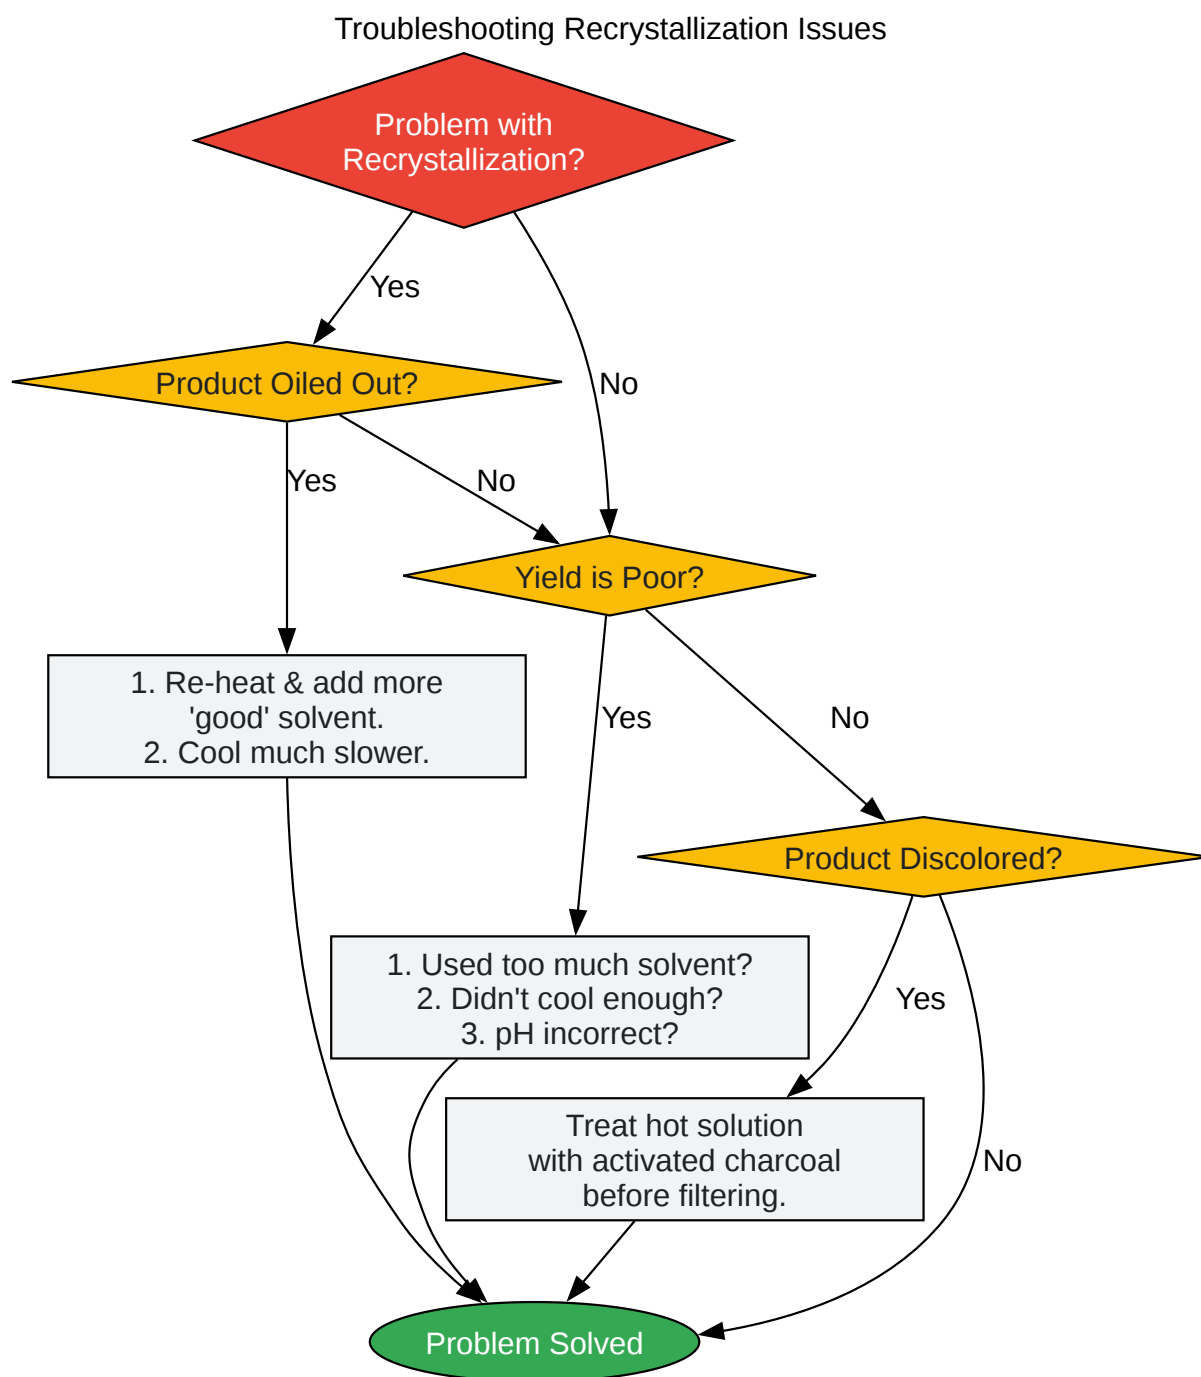 Troubleshooting Recrystallization Issues
Problem with
Recrystallization?
Yes
Product Oiled Out?
No
Yes
No
Yield is Poor?
1. Re-heat & add more
'good' solvent.
2. Cool much slower.
Yes
No
Product Discolored?
1. Used too much solvent?
2. Didn't cool enough?
3. pH incorrect?
Yes
Treat hot solution
with activated charcoal
before filtering.
No
Problem Solved